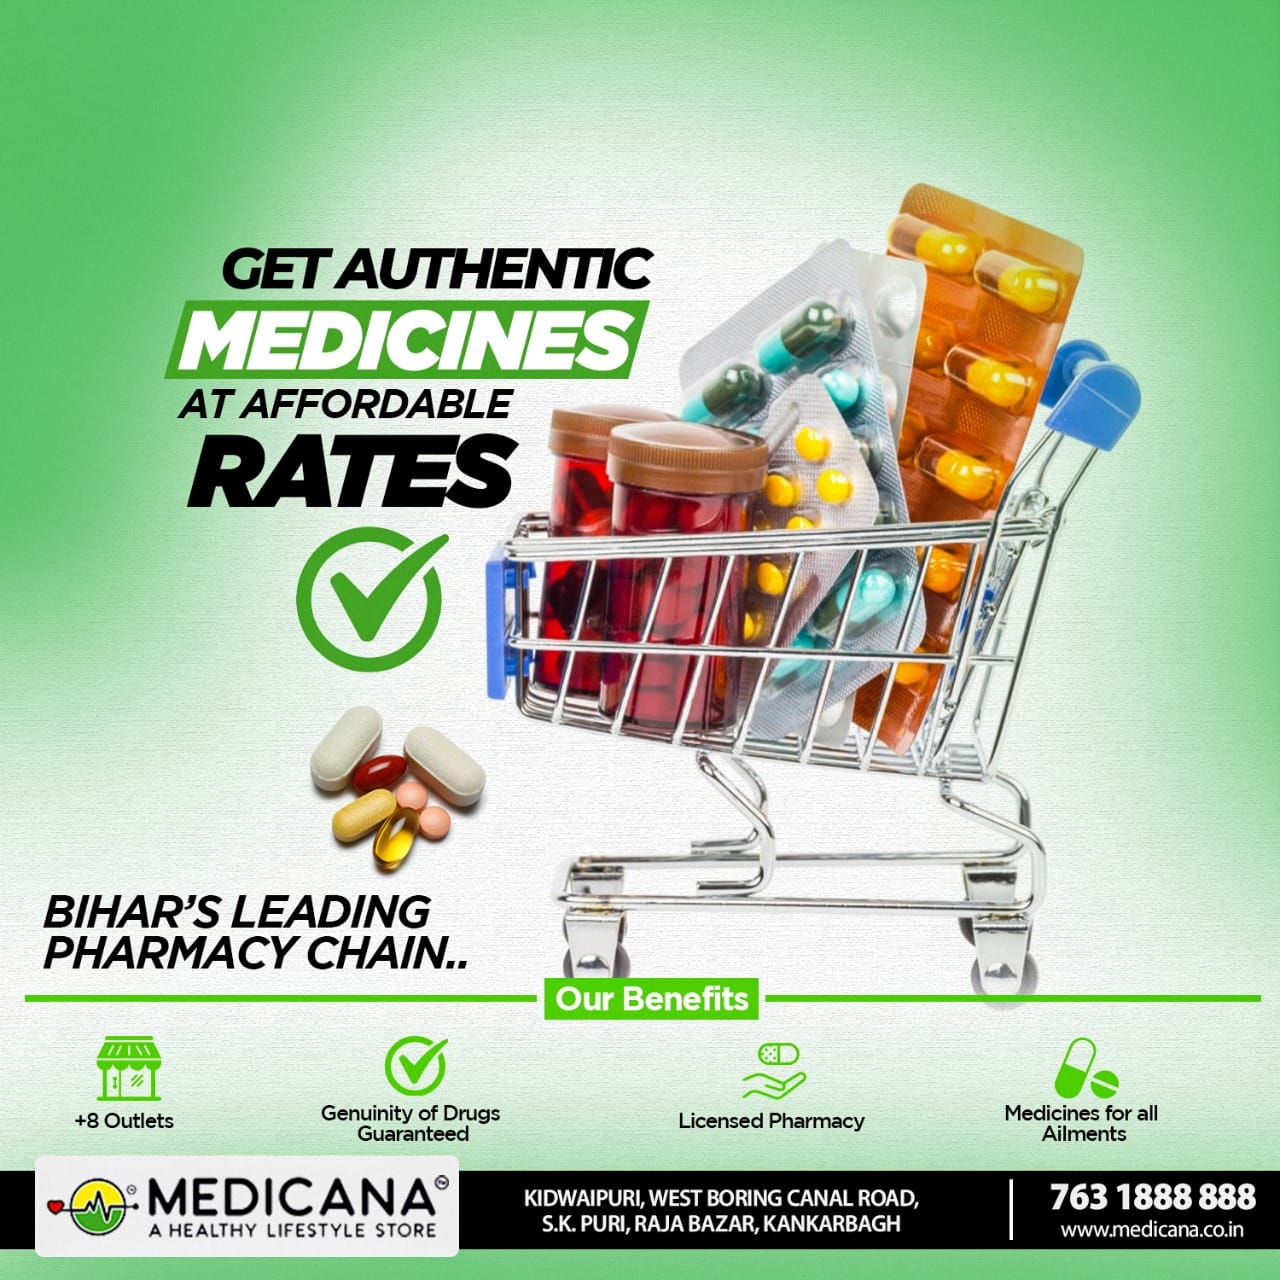 GET AUTHENTIC
MEDICINES
AT AFFORDABLE
RATES
BIHAR'S LEADING
PHARMACY CHAIN..
Our Benefits
+8 Outlets
Genuinity of Drugs
Guaranteed
Licensed Pharmacy
Medicines for all
Ailments
MEDICANA
A HEALTHY LIFESTYLE STORE
KIDWAIPURI, WEST BORING CANAL ROAD,
S.K. PURI, RAJA BAZAR, KANKARBAGH
763 1888 888
www.medicana.co.in